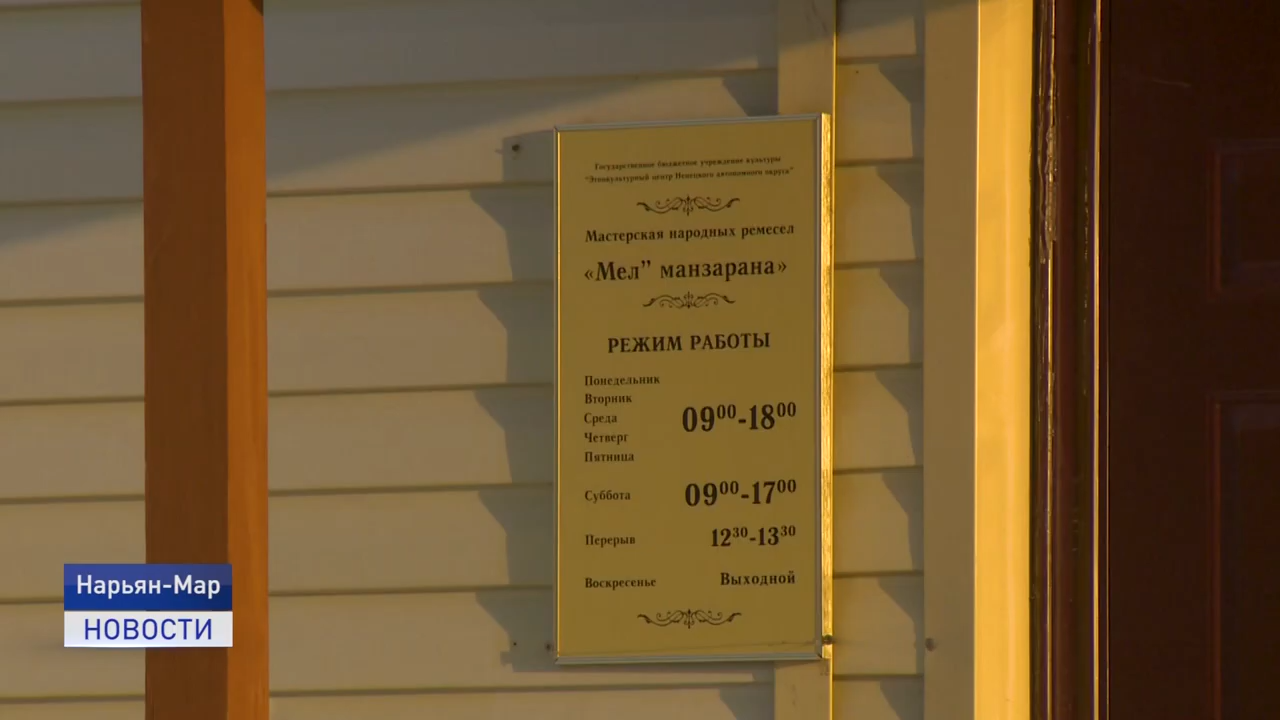 Государственное бюджетное учреждение культуры
"Этнокультурный центр Ненецкого автономного округа"
Мастерская народных ремесел
«Мел” манзарана»
РЕЖИМ РАБОТЫ
Понедельник
Вторник
Среда
Четверг
Пятница
09⁰⁰-18⁰⁰
Суббота 09⁰⁰-17⁰⁰
Перерыв 12³⁰-13³⁰
Воскресенье Выходной
Нарьян-Мар
НОВОСТИ